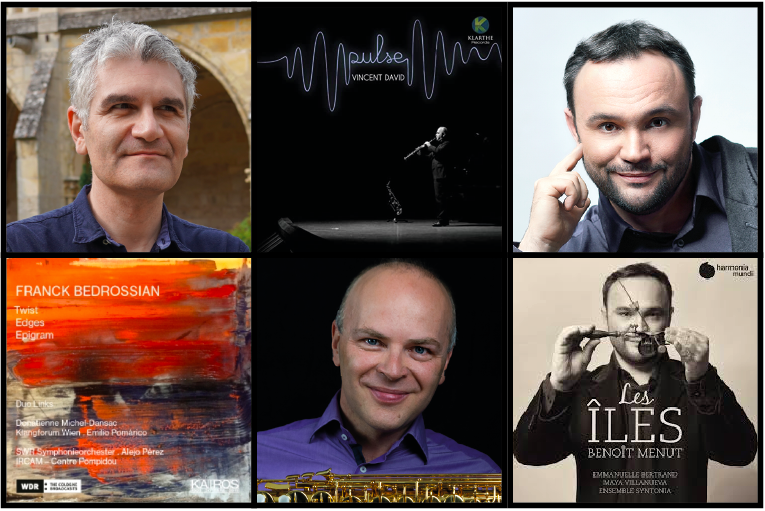 KLARTHE
Records
pulse
VINCENT DAVID
FRANCK BEDROSSIAN
Twist
Edges
Epigram
Duo Links
Donatienne Michel-Dansac
Klangforum Wien . Emilio Pomàrico
SWR Symphonieorchester . Alejo Pérez
IRCAM – Centre Pompidou
WDR
THE COLOGNE
BROADCASTS
KAIROS
harmonia
mundi
Les
ÎLES
BENOÎT MENUT
EMMANUELLE BERTRAND
MAYA VILLANUEVA
ENSEMBLE SYNTONIA